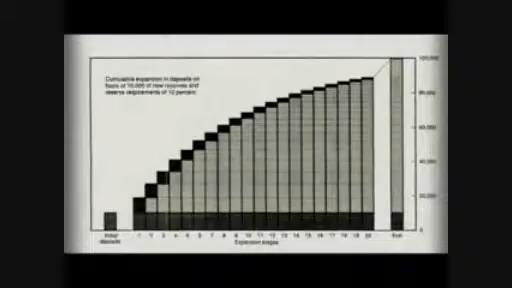 Cumulative expansion in deposits on
basis of 10,000 of new reserves and
reserve requirements of 10 percent
100,000
80,000
60,000
40,000
20,000
0
Initial
deposits
1 2 3 4 5 6 7 8 9 10 11 12 13 14 15 16 17 18 19 20
Final
Expansion stages